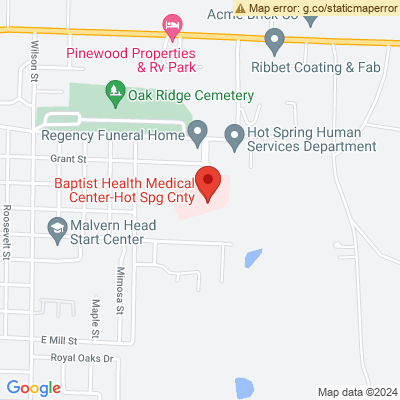 Acme Brick Co
Map error: g.co/staticmaperror
Wilson St
Pinewood Properties
& Rv Park
Ribbet Coating & Fab
Oak Ridge Cemetery
Regency Funeral Home
Hot Spring Human
Services Department
Grant St
Baptist Health Medical
Center-Hot Spg Cnty
Roosevelt St
Malvern Head
Start Center
Mimosa St
Maple St
E Mill St
Royal Oaks Dr
Google
Map data ©2024